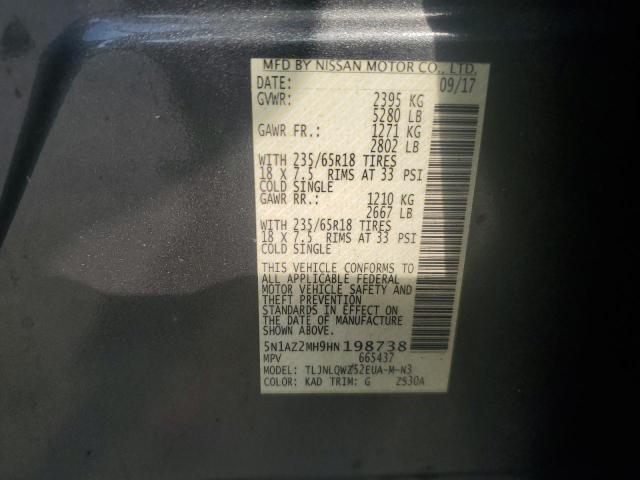 MFD BY NISSAN MOTOR CO., LTD.
DATE: 09/17
GVWR: 2395 KG
5280 LB
GAWR FR.: 1271 KG
2802 LB
WITH 235/65R18 TIRES
18 X 7.5 RIMS AT 33 PSI
COLD SINGLE
GAWR RR.: 1210 KG
2667 LB
WITH 235/65R18 TIRES
18 X 7.5 RIMS AT 33 PSI
COLD SINGLE
THIS VEHICLE CONFORMS TO
ALL APPLICABLE FEDERAL
MOTOR VEHICLE SAFETY AND
THEFT PREVENTION
STANDARDS IN EFFECT ON
THE DATE OF MANUFACTURE
SHOWN ABOVE.
5N1AZ2MH9HN198738
MPV 665437
MODEL: TLJNLQWZ52EUA-M-N3
COLOR: KAD TRIM: G ZS30A